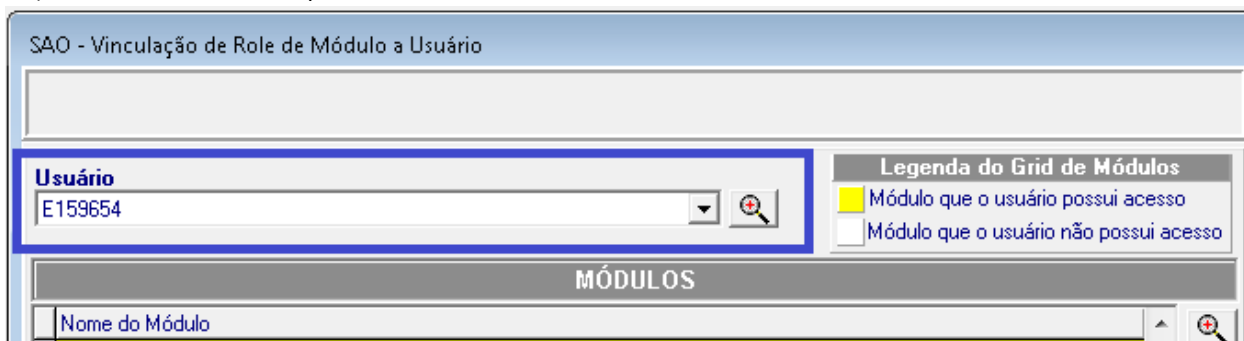 SAO - Vinculação de Role de Módulo a Usuário
Usuário
E159654
Legenda do Grid de Módulos
Módulo que o usuário possui acesso
Módulo que o usuário não possui acesso
MÓDULOS
Nome do Módulo